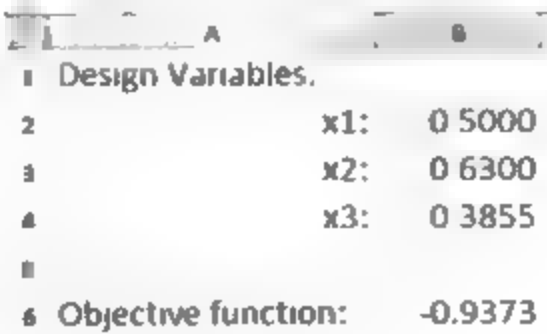 A B
1 Design Variables.
2 x1: 0 5000
3 x2: 0 6300
4 x3: 0 3855
6 Objective function: -0.9373